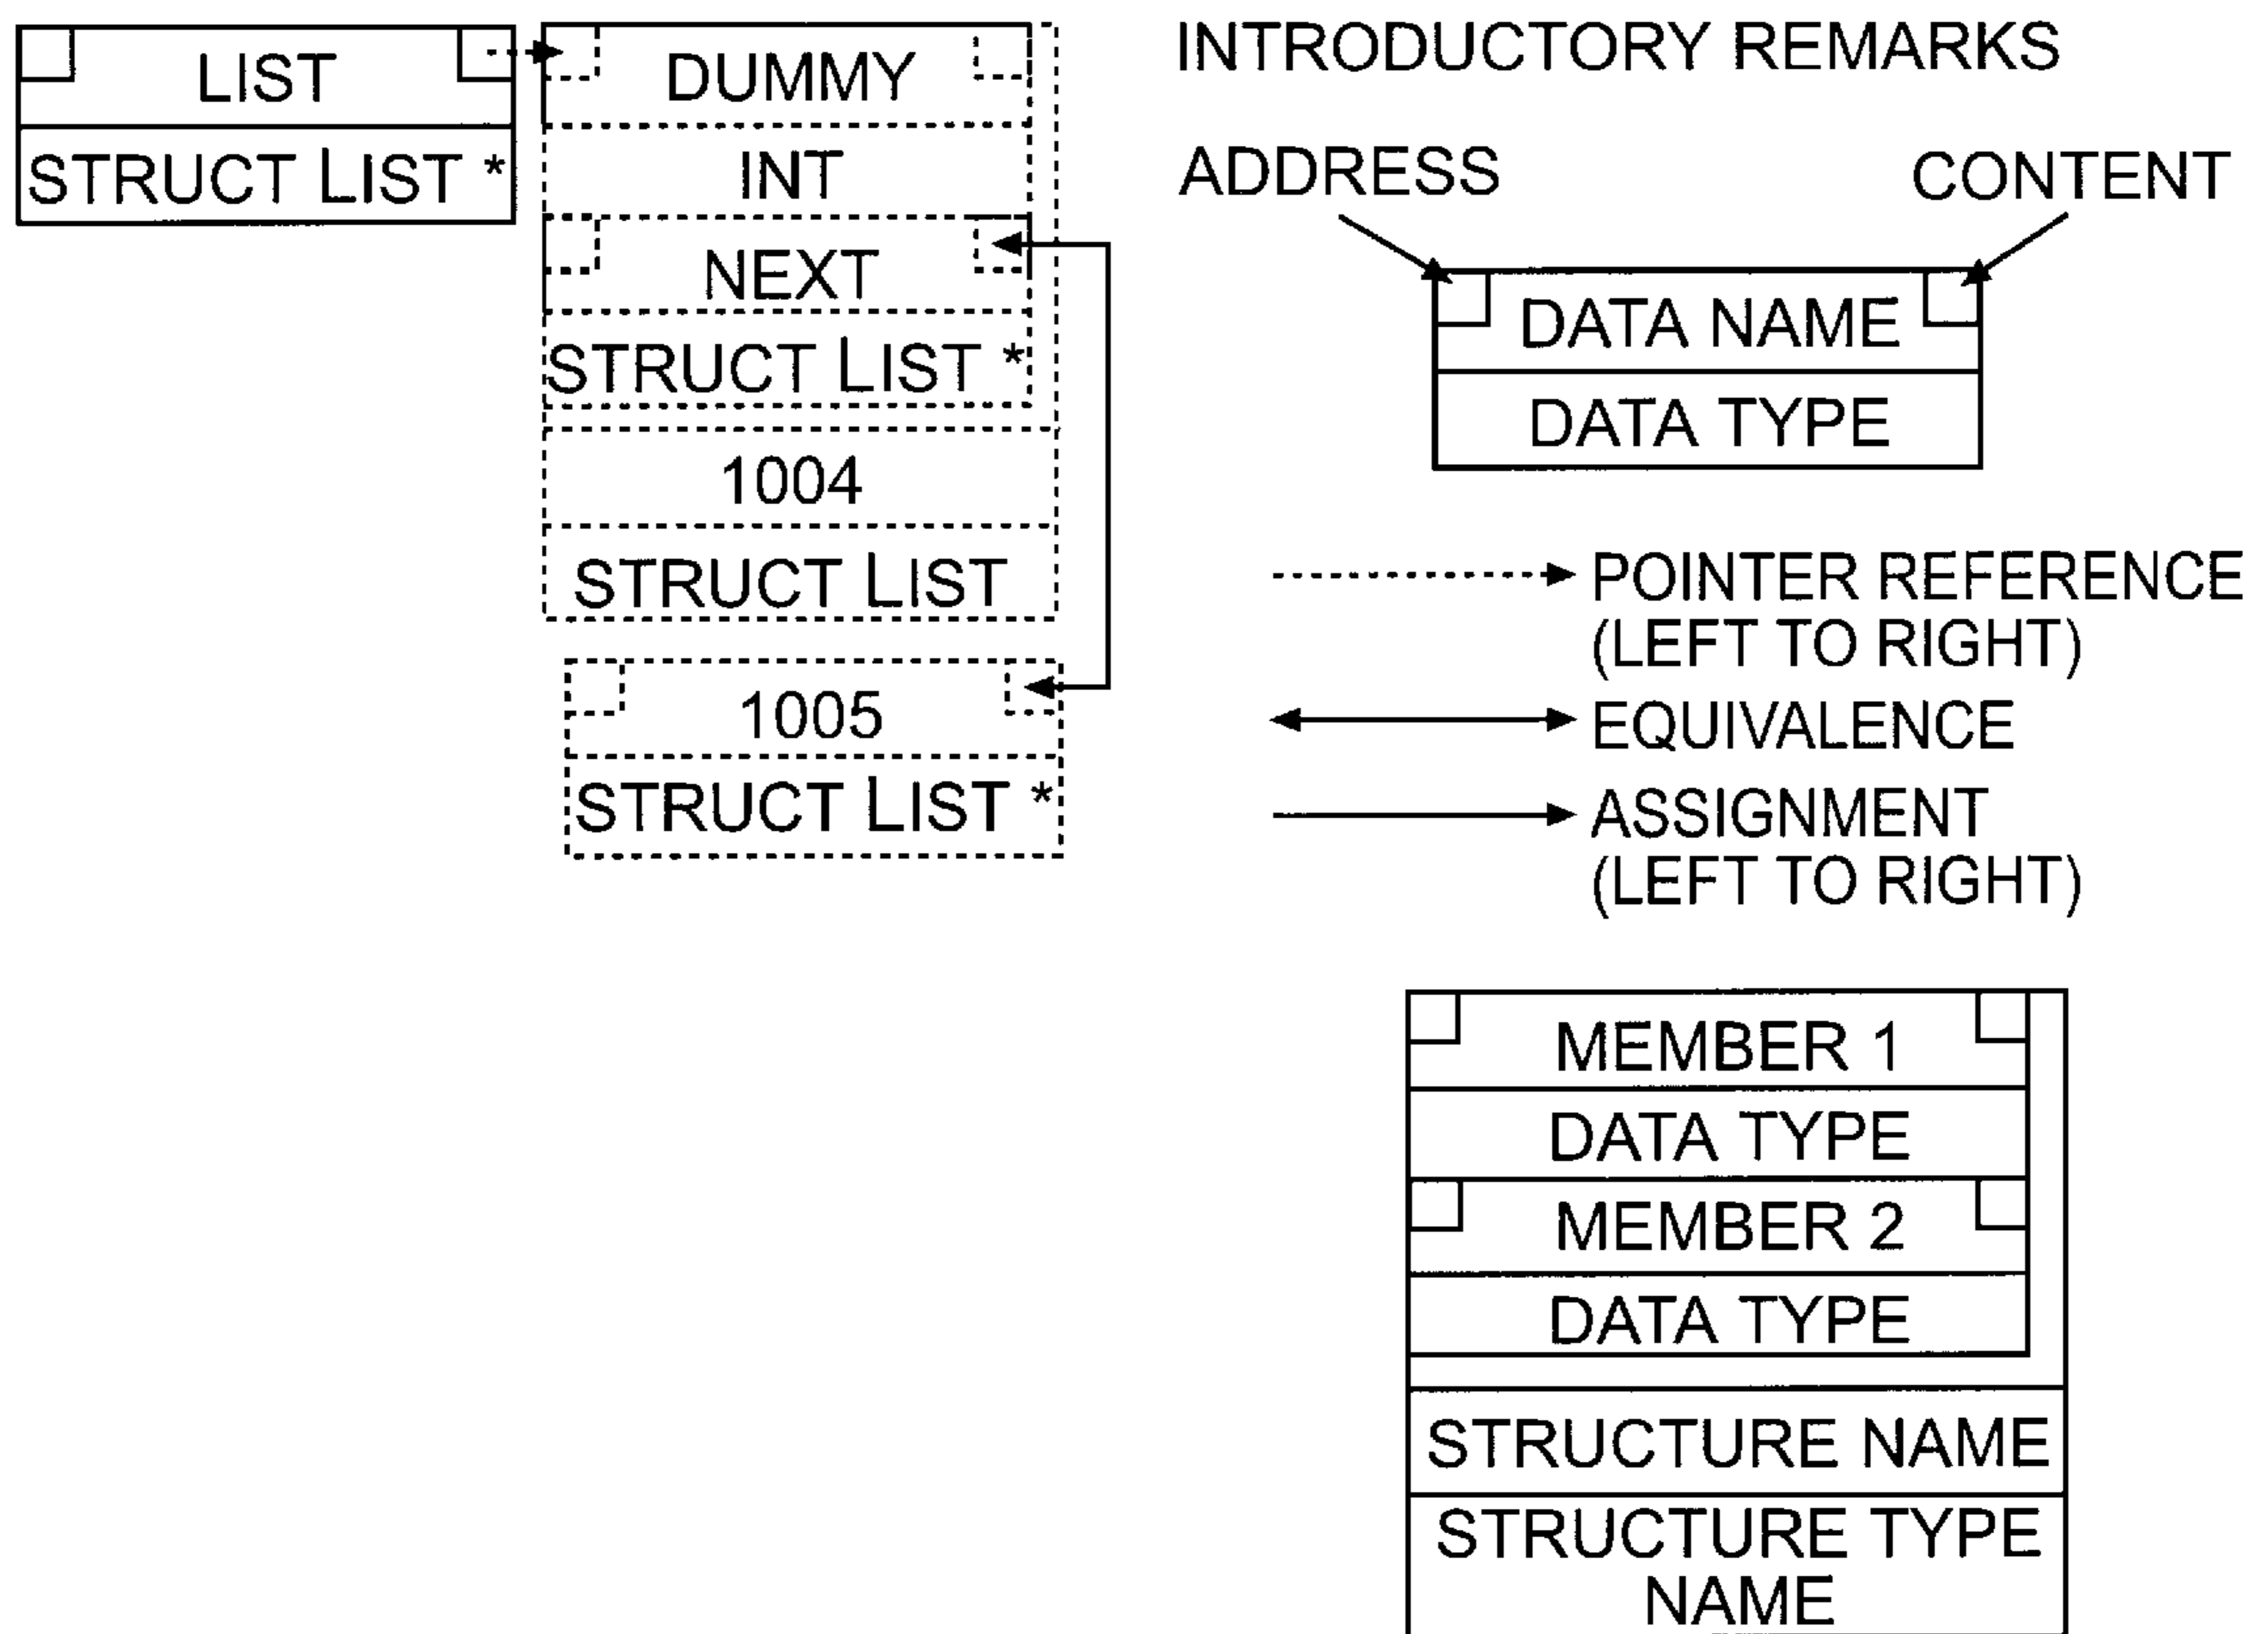 LIST
STRUCT LIST *
DUMMY
INT
NEXT
STRUCT LIST *
1004
STRUCT LIST
1005
STRUCT LIST *
INTRODUCTORY REMARKS
ADDRESS
CONTENT
DATA NAME
DATA TYPE
POINTER REFERENCE
(LEFT TO RIGHT)
EQUIVALENCE
ASSIGNMENT
(LEFT TO RIGHT)
MEMBER 1
DATA TYPE
MEMBER 2
DATA TYPE
STRUCTURE NAME
STRUCTURE TYPE
NAME